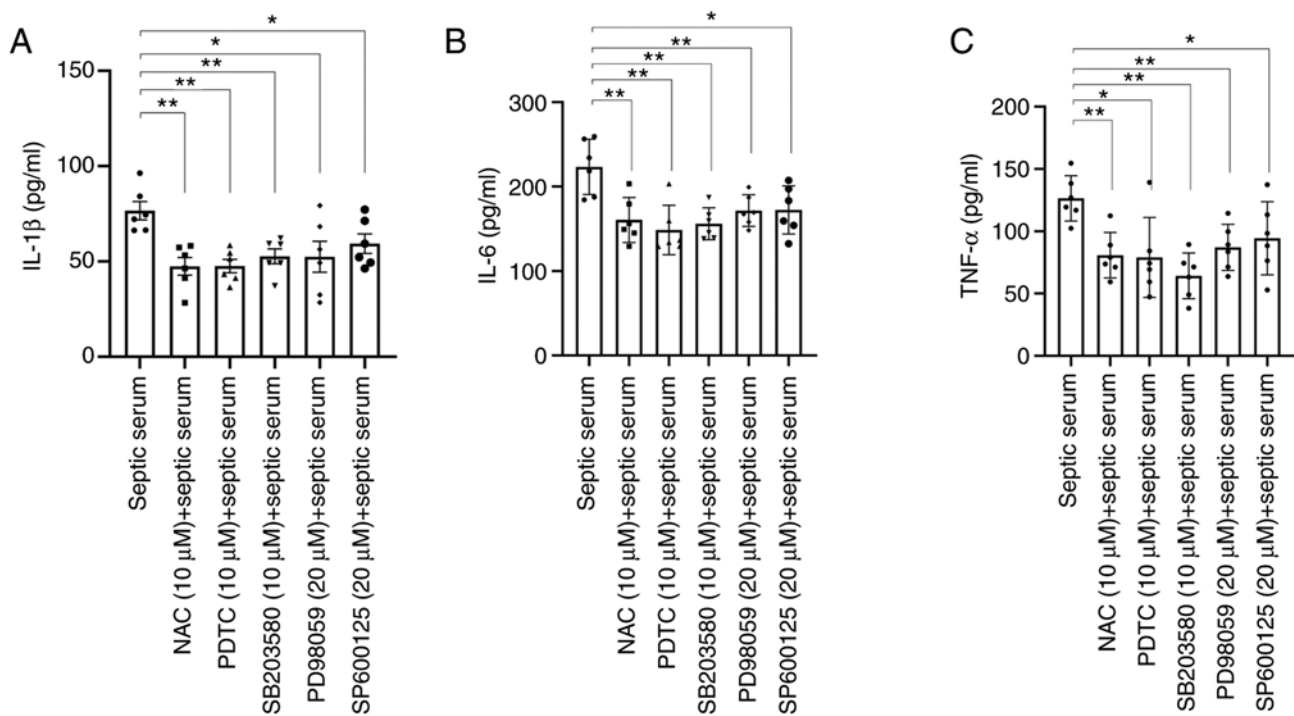 A
*
*
**
**
**
150
100
50
0
IL-1β (pg/ml)
Septic serum
NAC (10 μM)+septic serum
PDTC (10 μM)+septic serum
SB203580 (10 μM)+septic serum
PD98059 (20 μM)+septic serum
SP600125 (20 μM)+septic serum
B
*
**
**
**
**
300
200
100
0
IL-6 (pg/ml)
Septic serum
NAC (10 μM)+septic serum
PDTC (10 μM)+septic serum
SB203580 (10 μM)+septic serum
PD98059 (20 μM)+septic serum
SP600125 (20 μM)+septic serum
C
*
**
**
*
**
200
150
100
50
0
TNF-α (pg/ml)
Septic serum
NAC (10 μM)+septic serum
PDTC (10 μM)+septic serum
SB203580 (10 μM)+septic serum
PD98059 (20 μM)+septic serum
SP600125 (20 μM)+septic serum